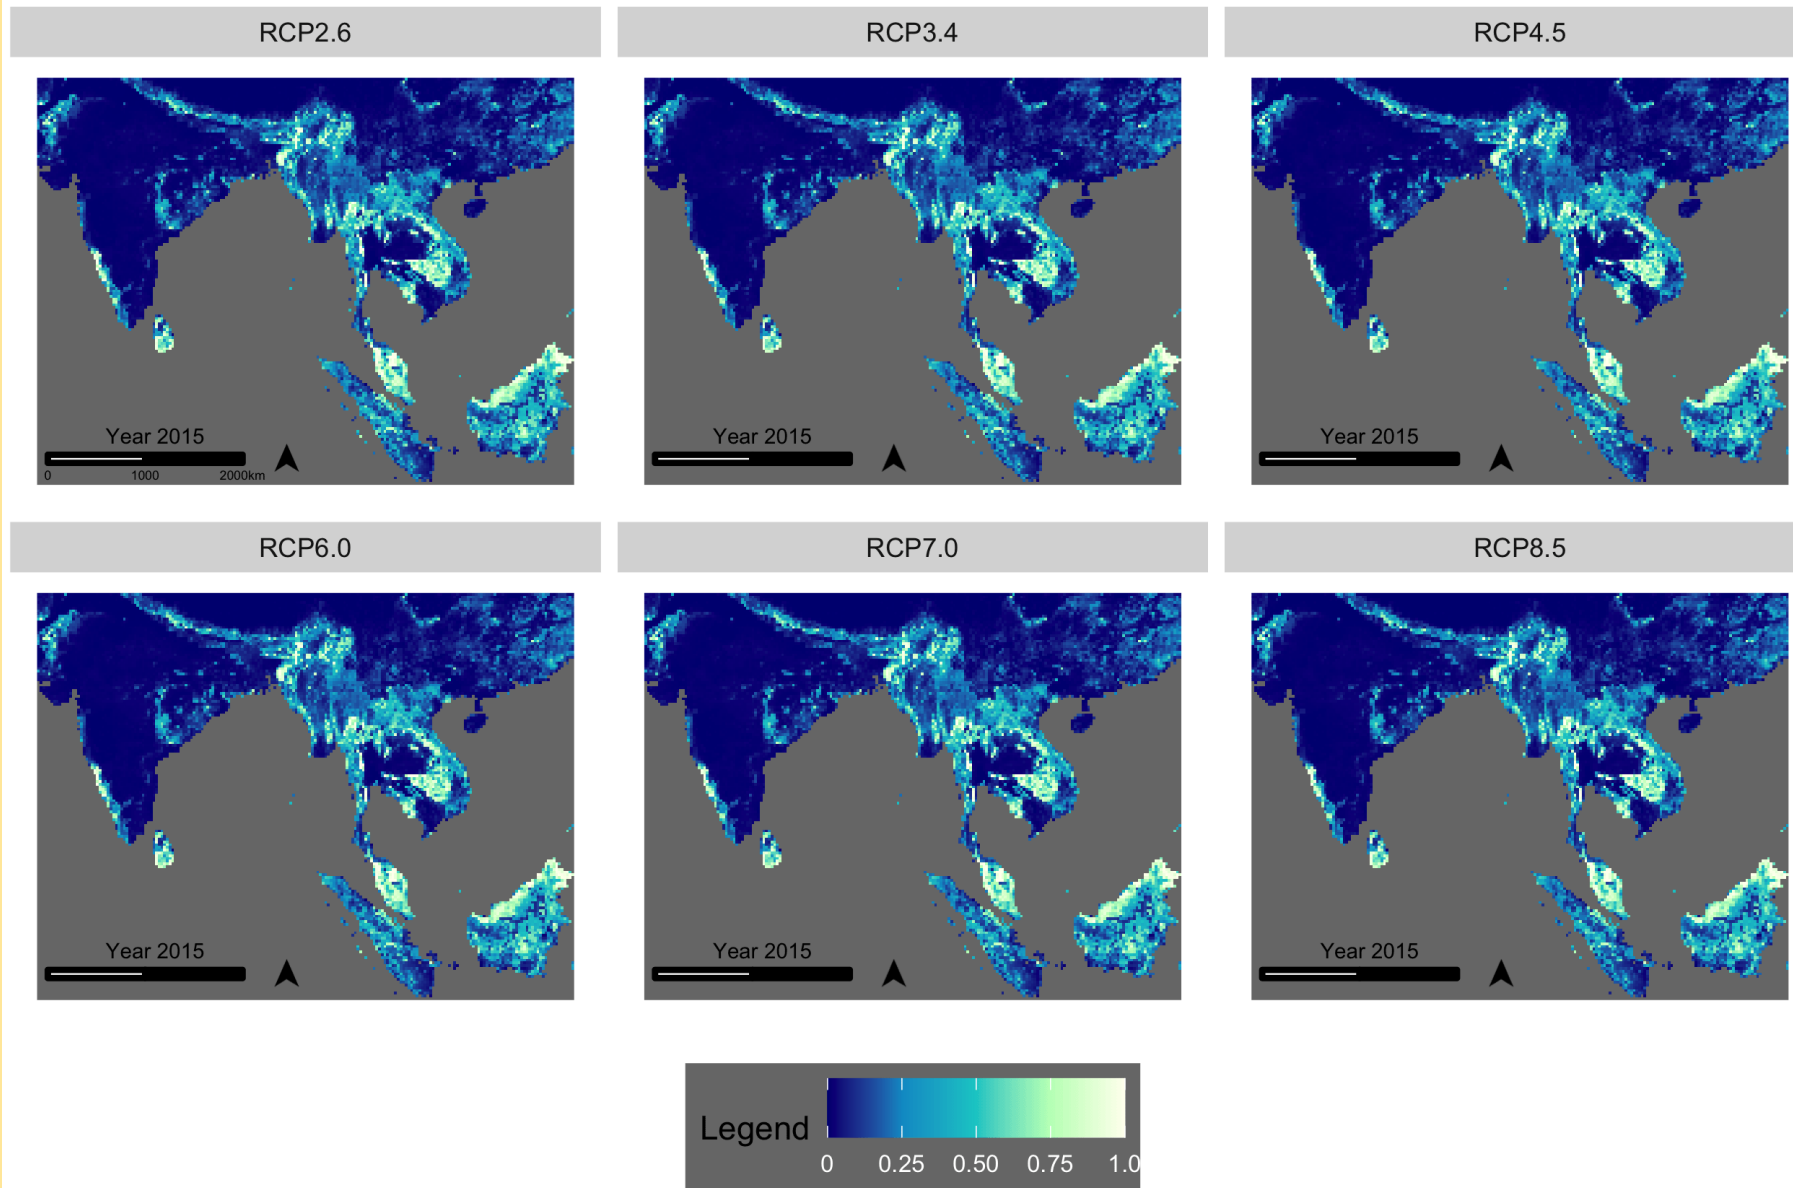 RCP2.6 RCP3.4 RCP4.5
Year 2015 Year 2015 Year 2015
0 1000 2000km
RCP6.0 RCP7.0 RCP8.5
Year 2015 Year 2015 Year 2015
Legend
0 0.25 0.50 0.75 1.0